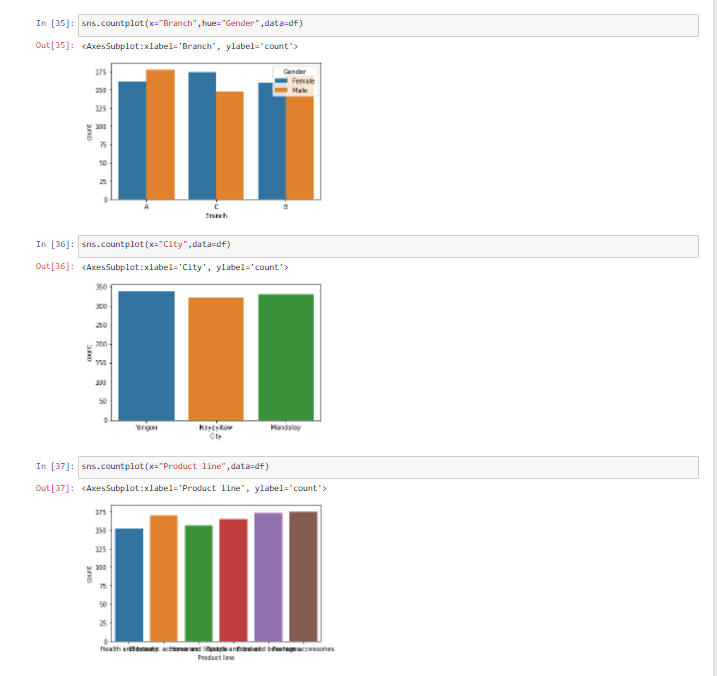 In [35]: sns.countplot(x="Branch",hue="Gender",data=df)
Out[35]: <AxesSubplot:xlabel='Branch', ylabel='count'>
175
150
125
100
75
50
25
0
count
Gender
Female
Male
A C B
Branch
In [36]: sns.countplot(x="City",data=df)
Out[36]: <AxesSubplot:xlabel='City', ylabel='count'>
350
300
250
200
150
100
50
0
count
Yangon Naypyitaw Mandalay
City
In [37]: sns.countplot(x="Product line",data=df)
Out[37]: <AxesSubplot:xlabel='Product line', ylabel='count'>
175
150
125
100
75
50
25
0
count
Health and accessories
Product line